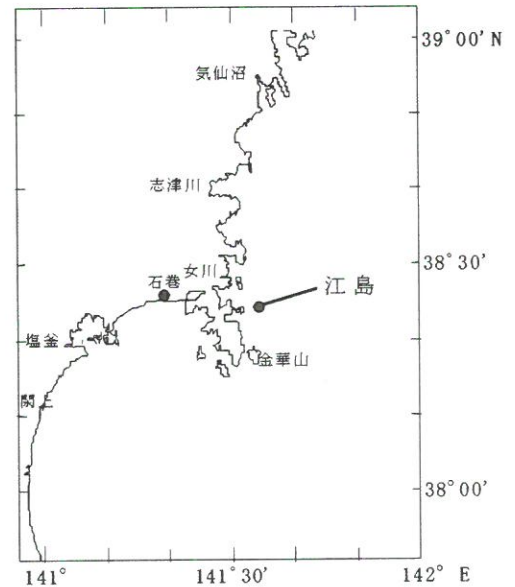 39°00'N
気仙沼
志津川
38°30'
女川
石巻
江島
塩釜
金華山
閖上
38°00'
141°
141°30'
142° E